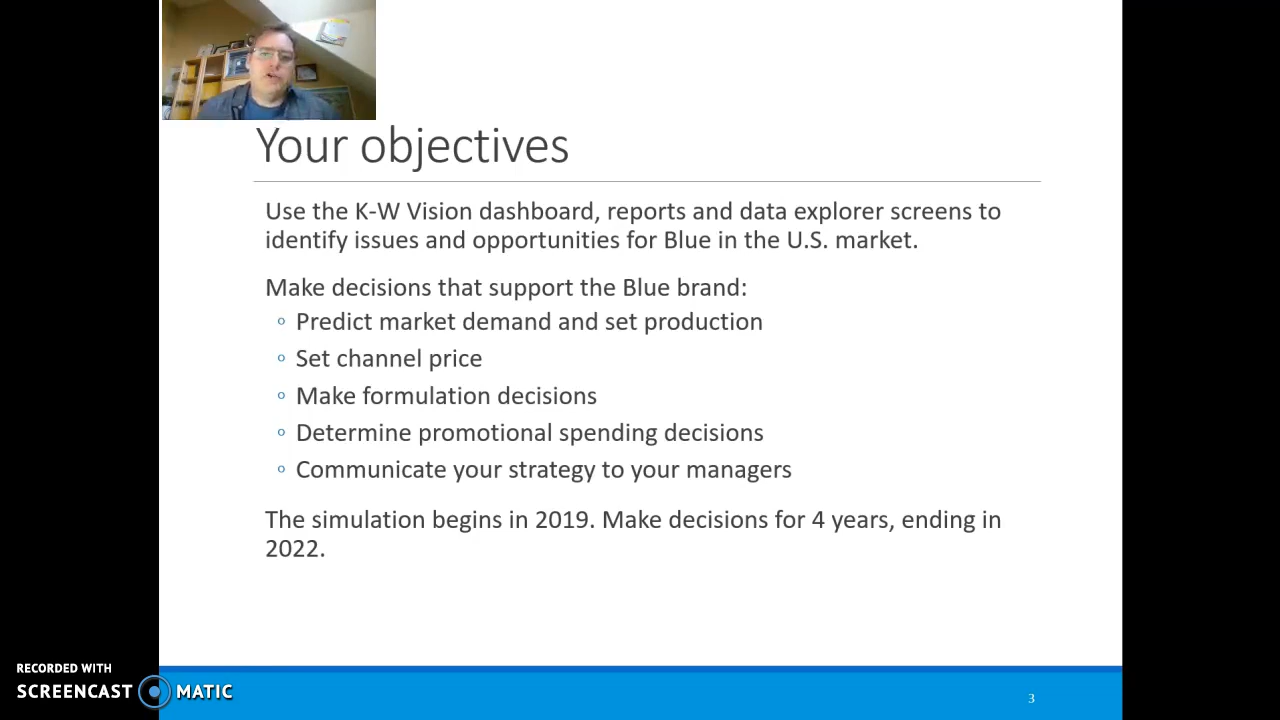 Your objectives
Use the K-W Vision dashboard, reports and data explorer screens to
identify issues and opportunities for Blue in the U.S. market.
Make decisions that support the Blue brand:
Predict market demand and set production
Set channel price
Make formulation decisions
Determine promotional spending decisions
Communicate your strategy to your managers
The simulation begins in 2019. Make decisions for 4 years, ending in
2022.
RECORDED WITH
SCREENCAST MATIC
3